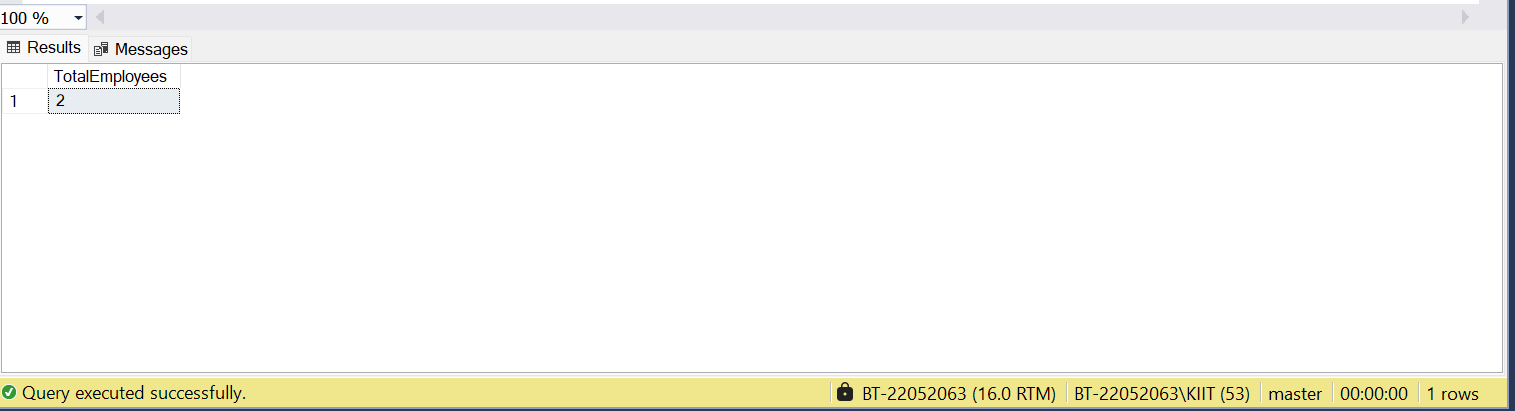 100 %
Results Messages
TotalEmployees
1 2
Query executed successfully. BT-22052063 (16.0 RTM) BT-22052063\KIIT (53) master 00:00:00 1 rows